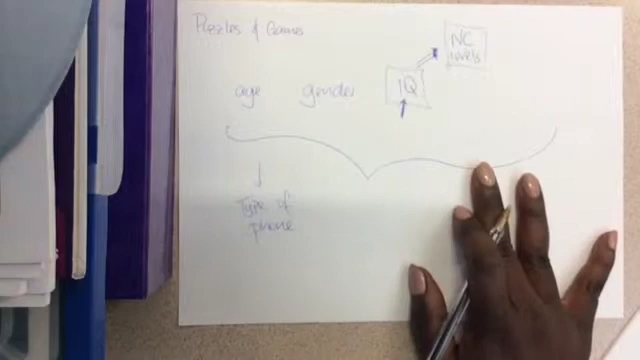 Puzzles & Games
NC
levels
age gender IQ
Type of
phone